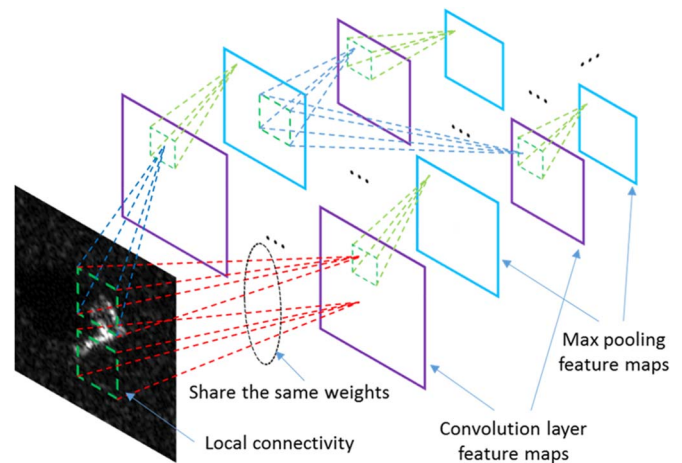 Max pooling
feature maps
Share the same weights
Convolution layer
feature maps
Local connectivity